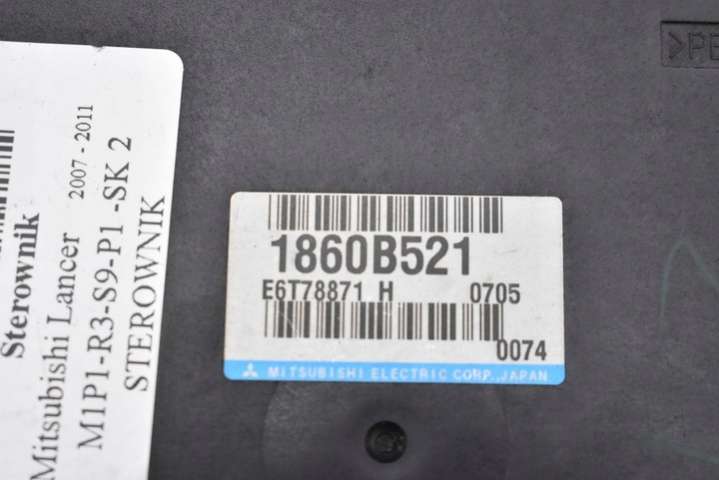 Sterownik
Mitsubishi Lancer 2007 - 2011
M1P1-R3-S9-P1 -SK 2
STEROWNIK
1860B521
E6T78871 H 0705
0074
MITSUBISHI ELECTRIC CORP., JAPAN